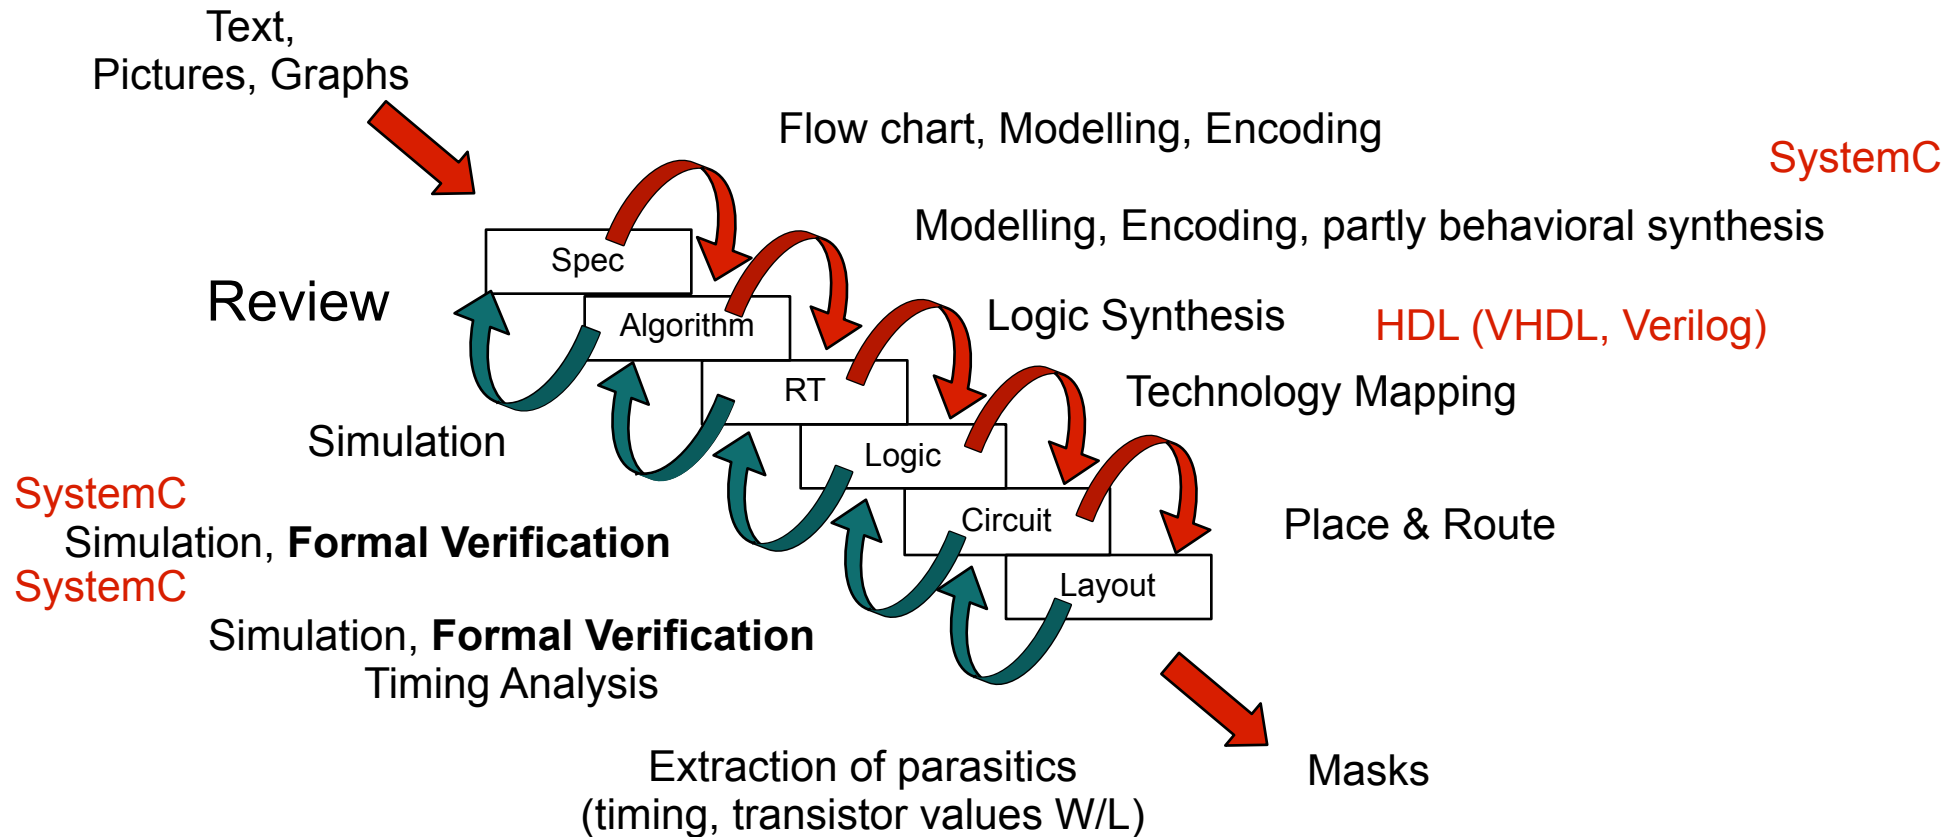 Text,
Pictures, Graphs
Flow chart, Modelling, Encoding
SystemC
Modelling, Encoding, partly behavioral synthesis
Spec
Review
Algorithm
Logic Synthesis
HDL (VHDL, Verilog)
RT
Technology Mapping
Simulation
Logic
SystemC
Circuit
Place & Route
Simulation, Formal Verification
SystemC
Layout
Simulation, Formal Verification
Timing Analysis
Extraction of parasitics
(timing, transistor values W/L)
Masks